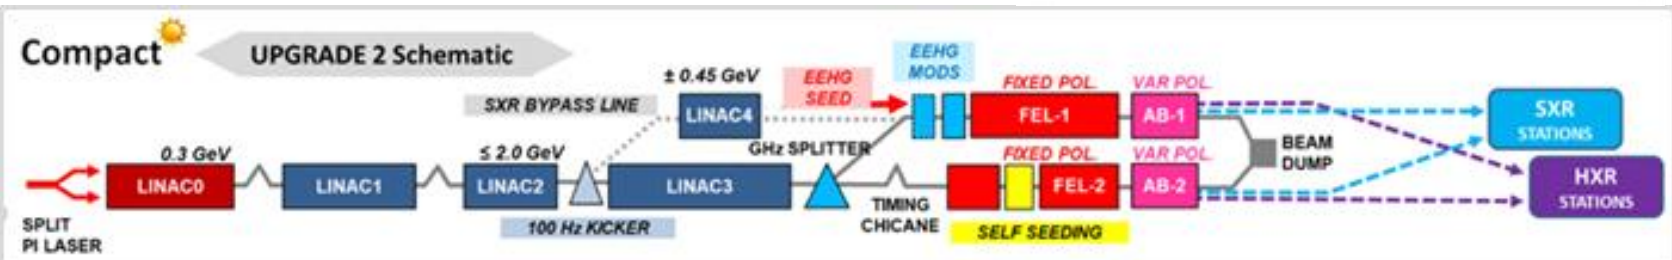 Compact
UPGRADE 2 Schematic
± 0.45 GeV
EEHG
SEED
EEHG
MODS
FIXED POL.
VAR POL.
SXR BYPASS LINE
LINAC4
FEL-1
AB-1
SXR
STATIONS
0.3 GeV
≤ 2.0 GeV
GHz SPLITTER
FIXED POL.
VAR POL.
BEAM
DUMP
LINAC0
LINAC1
LINAC2
LINAC3
FEL-2
AB-2
HXR
STATIONS
SPLIT
PI LASER
100 Hz KICKER
TIMING
CHICANE
SELF SEEDING